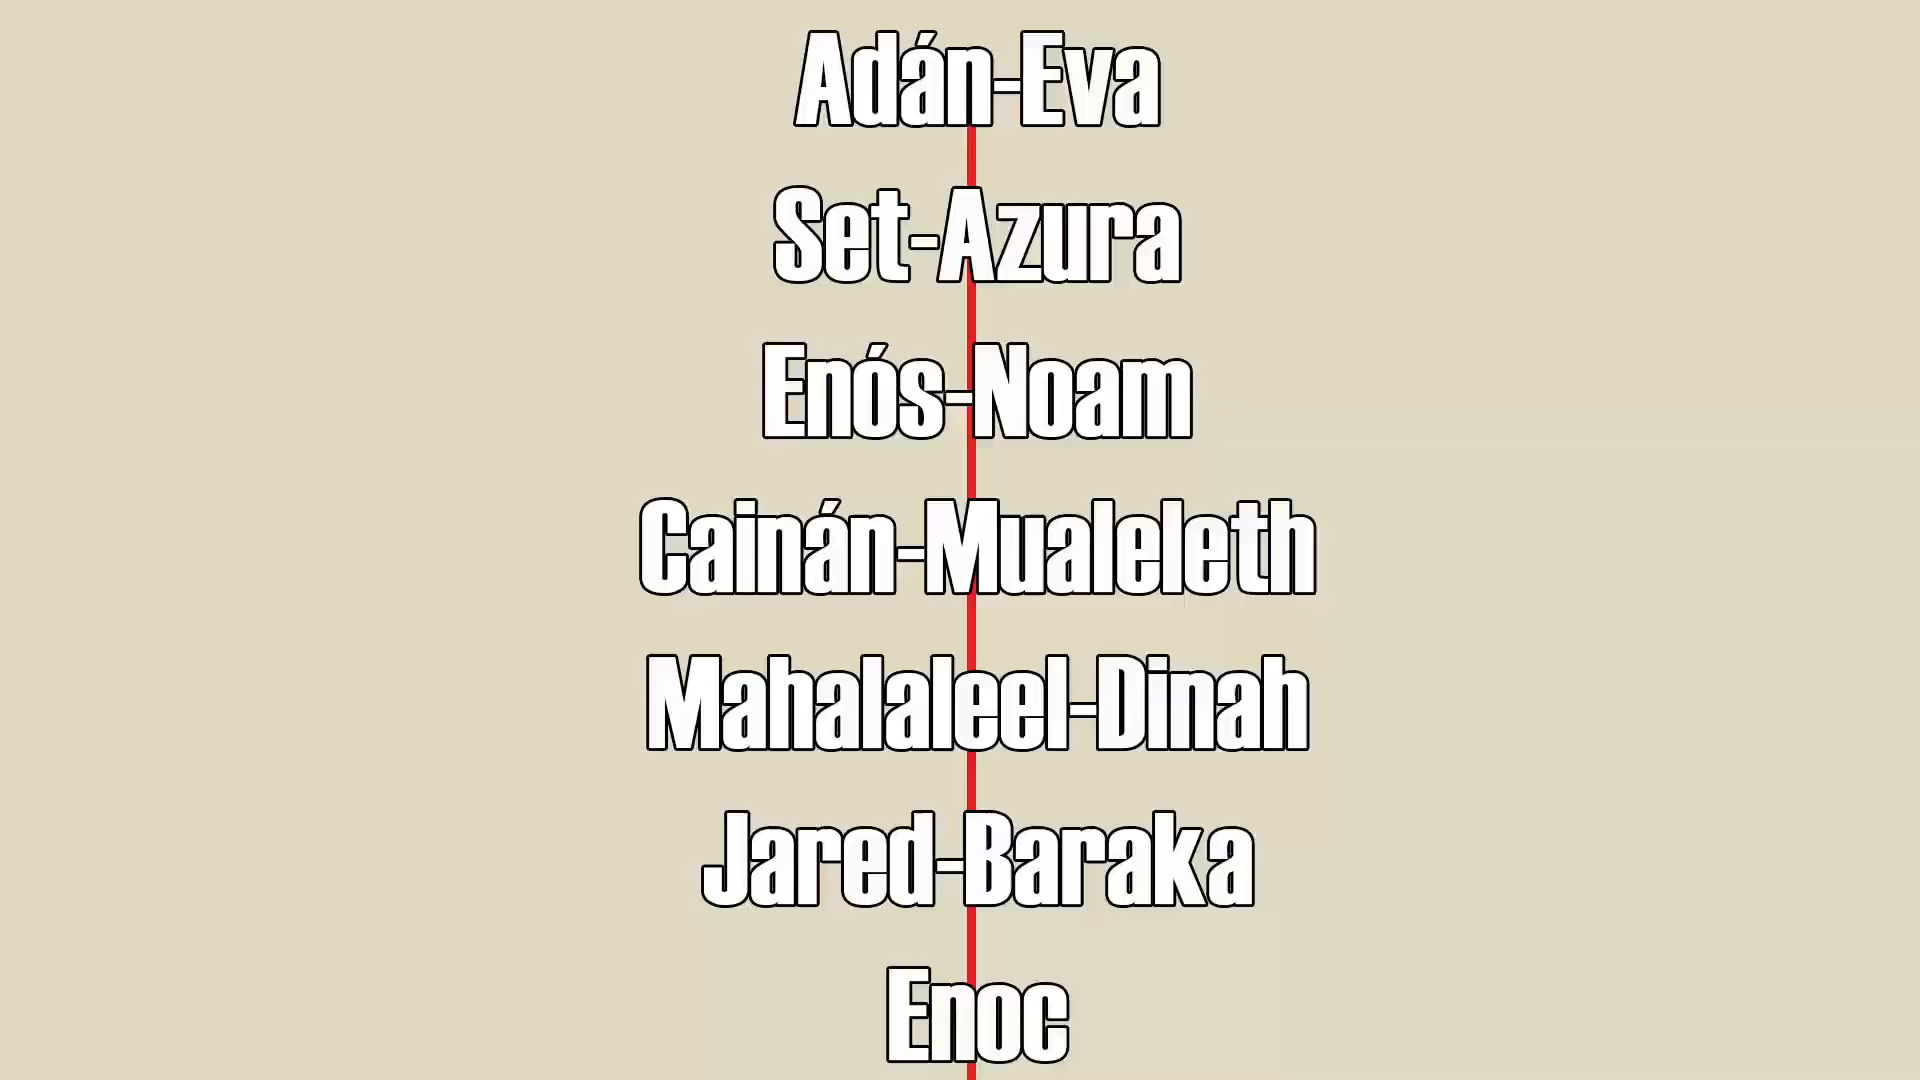 Adán-Eva
Set-Azura
Enós-Noam
Cainán-Mualeleth
Mahalaleel-Dinah
Jared-Baraka
Enoc